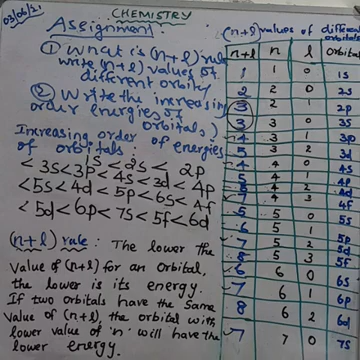 03/06/21
CHEMISTRY
Assignment
① What is (n+l) rule
write (n+l) values of
different orbital
② Write the increasing
order energies of
orbitals.)
Increasing order of energies
of orbitals:
1s < 2s < 2p
< 3s < 3p < 4s < 3d < 4p
< 5s < 4d < 5p < 6s < 4f
< 5d < 6p < 7s < 5f < 6d
(n+l) rule: The lower the
value of (n+l) for an orbital,
the lower is its energy.
If two orbitals have the same
value of (n+l), the orbital with
lower value of 'n' will have the
lower energy.
(n+l) values of different
orbitals
n+l n l Orbital
1 1 0 1s
2 2 0 2s
3 2 1 2p
3 3 0 3s
4 3 1 3p
5 3 2 3d
4 4 0 4s
5 4 1 4p
6 4 2 4d
7 4 3 4f
5 5 0 5s
6 5 1 5p
7 5 2 5d
8 5 3 5f
6 6 0 6s
7 6 1 6p
8 6 2 6d
7 7 0 7s